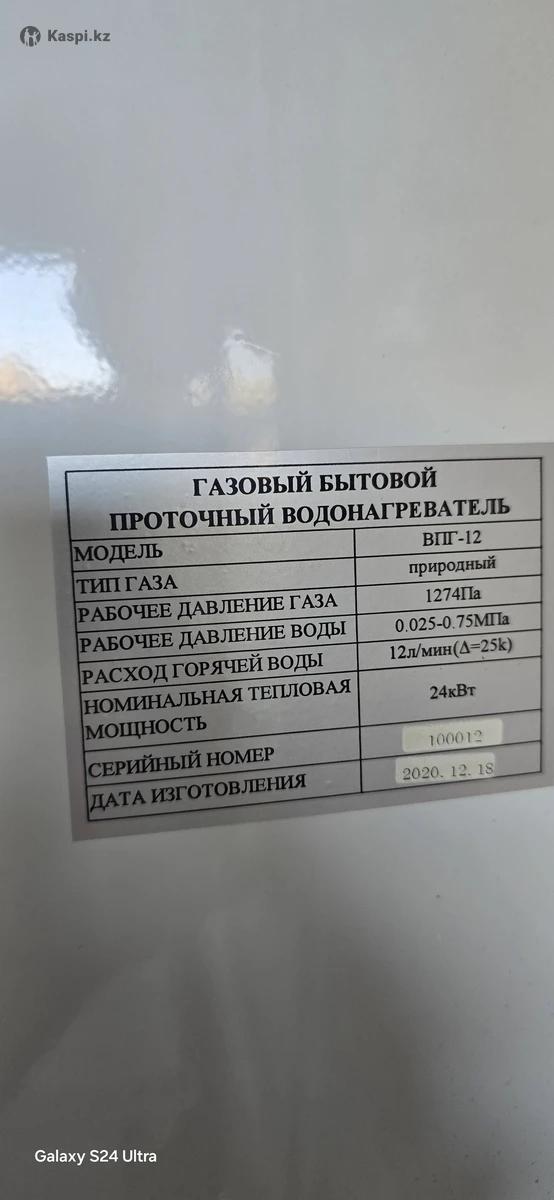 Kaspi.kz
ГАЗОВЫЙ БЫТОВОЙ
ПРОТОЧНЫЙ ВОДОНАГРЕВАТЕЛЬ
МОДЕЛЬ ВПГ-12
ТИП ГАЗА природный
РАБОЧЕЕ ДАВЛЕНИЕ ГАЗА 1274Па
РАБОЧЕЕ ДАВЛЕНИЕ ВОДЫ 0.025-0.75МПа
РАСХОД ГОРЯЧЕЙ ВОДЫ 12л/мин(Δ=25k)
НОМИНАЛЬНАЯ ТЕПЛОВАЯ
МОЩНОСТЬ 24кВт
СЕРИЙНЫЙ НОМЕР 100012
ДАТА ИЗГОТОВЛЕНИЯ 2020. 12. 18
Galaxy S24 Ultra